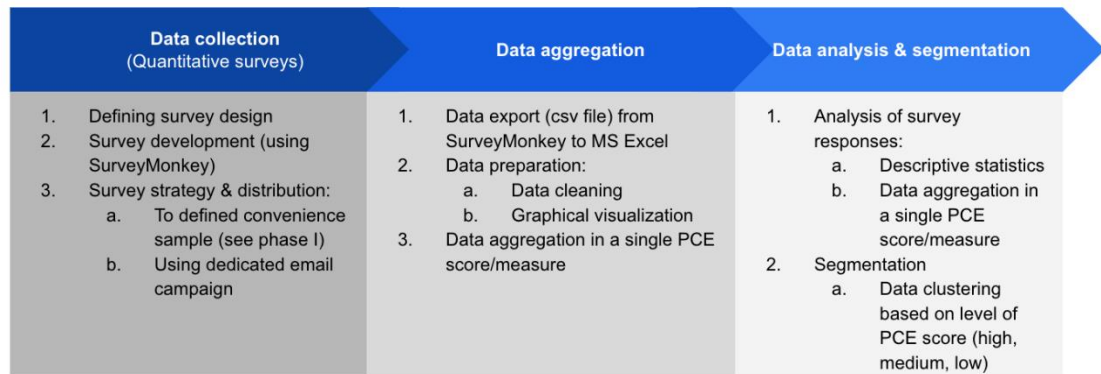 Data collection
(Quantitative surveys)
1. Defining survey design
2. Survey development (using
SurveyMonkey)
3. Survey strategy & distribution:
a. To defined convenience
sample (see phase I)
b. Using dedicated email
campaign
Data aggregation
1. Data export (csv file) from
SurveyMonkey to MS Excel
2. Data preparation:
a. Data cleaning
b. Graphical visualization
3. Data aggregation in a single PCE
score/measure
Data analysis & segmentation
1. Analysis of survey
responses:
a. Descriptive statistics
b. Data aggregation in
a single PCE
score/measure
2. Segmentation
a. Data clustering
based on level of
PCE score (high,
medium, low)